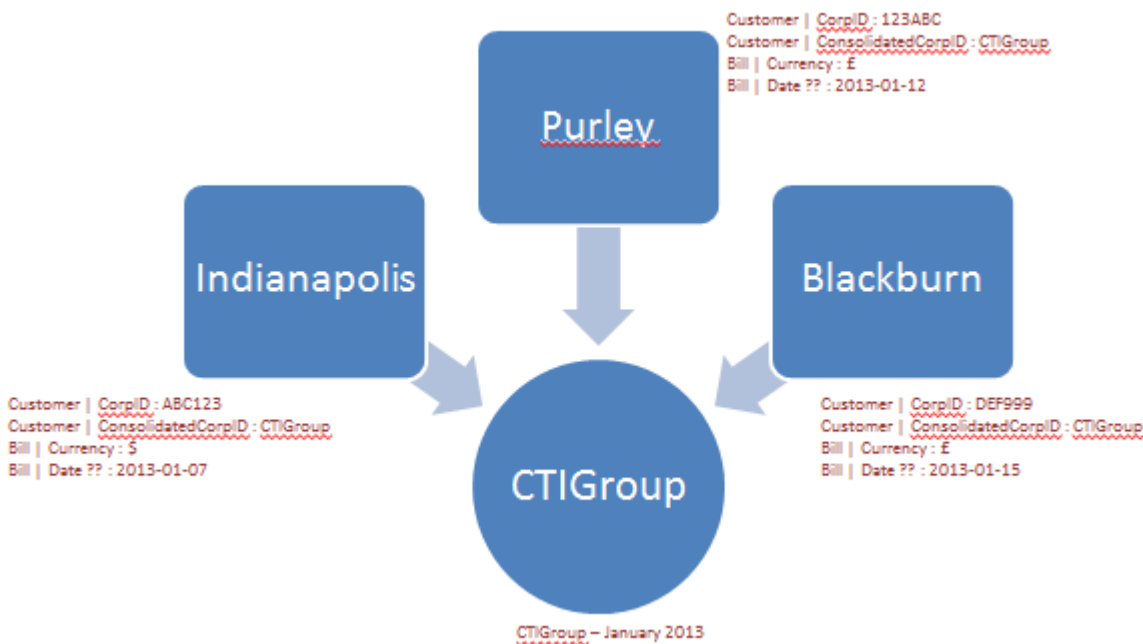 Customer | CorpID : 123ABC
Customer | ConsolidatedCorpID : CTIGroup
Bill | Currency : £
Bill | Date ?? : 2013-01-12
Purley
Indianapolis
Blackburn
Customer | CorpID : ABC123
Customer | ConsolidatedCorpID : CTIGroup
Bill | Currency : $
Bill | Date ?? : 2013-01-07
Customer | CorpID : DEF999
Customer | ConsolidatedCorpID : CTIGroup
Bill | Currency : £
Bill | Date ?? : 2013-01-15
CTIGroup
CTIGroup – January 2013